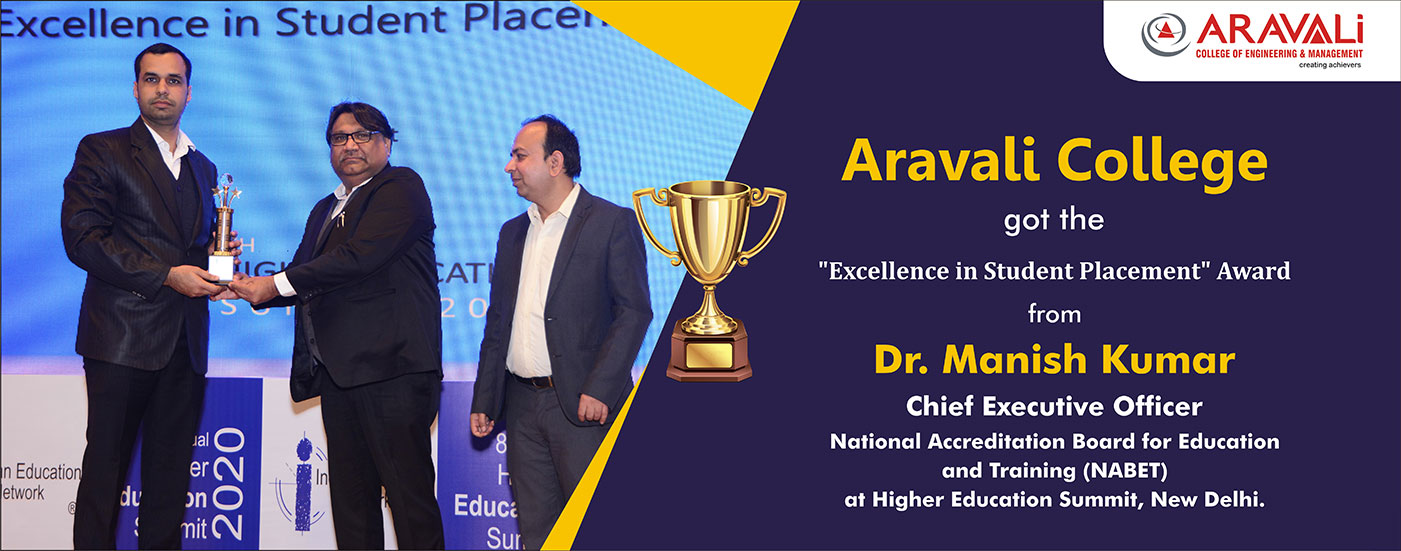 Excellence in Student
ARAVALi
COLLEGE OF ENGINEERING & MANAGEMENT
creating achievers
Aravali College
got the
"Excellence in Student Placement" Award
from
Dr. Manish Kumar
Chief Executive Officer
National Accreditation Board for Education
and Training (NABET)
at Higher Education Summit, New Delhi.
Education
2020